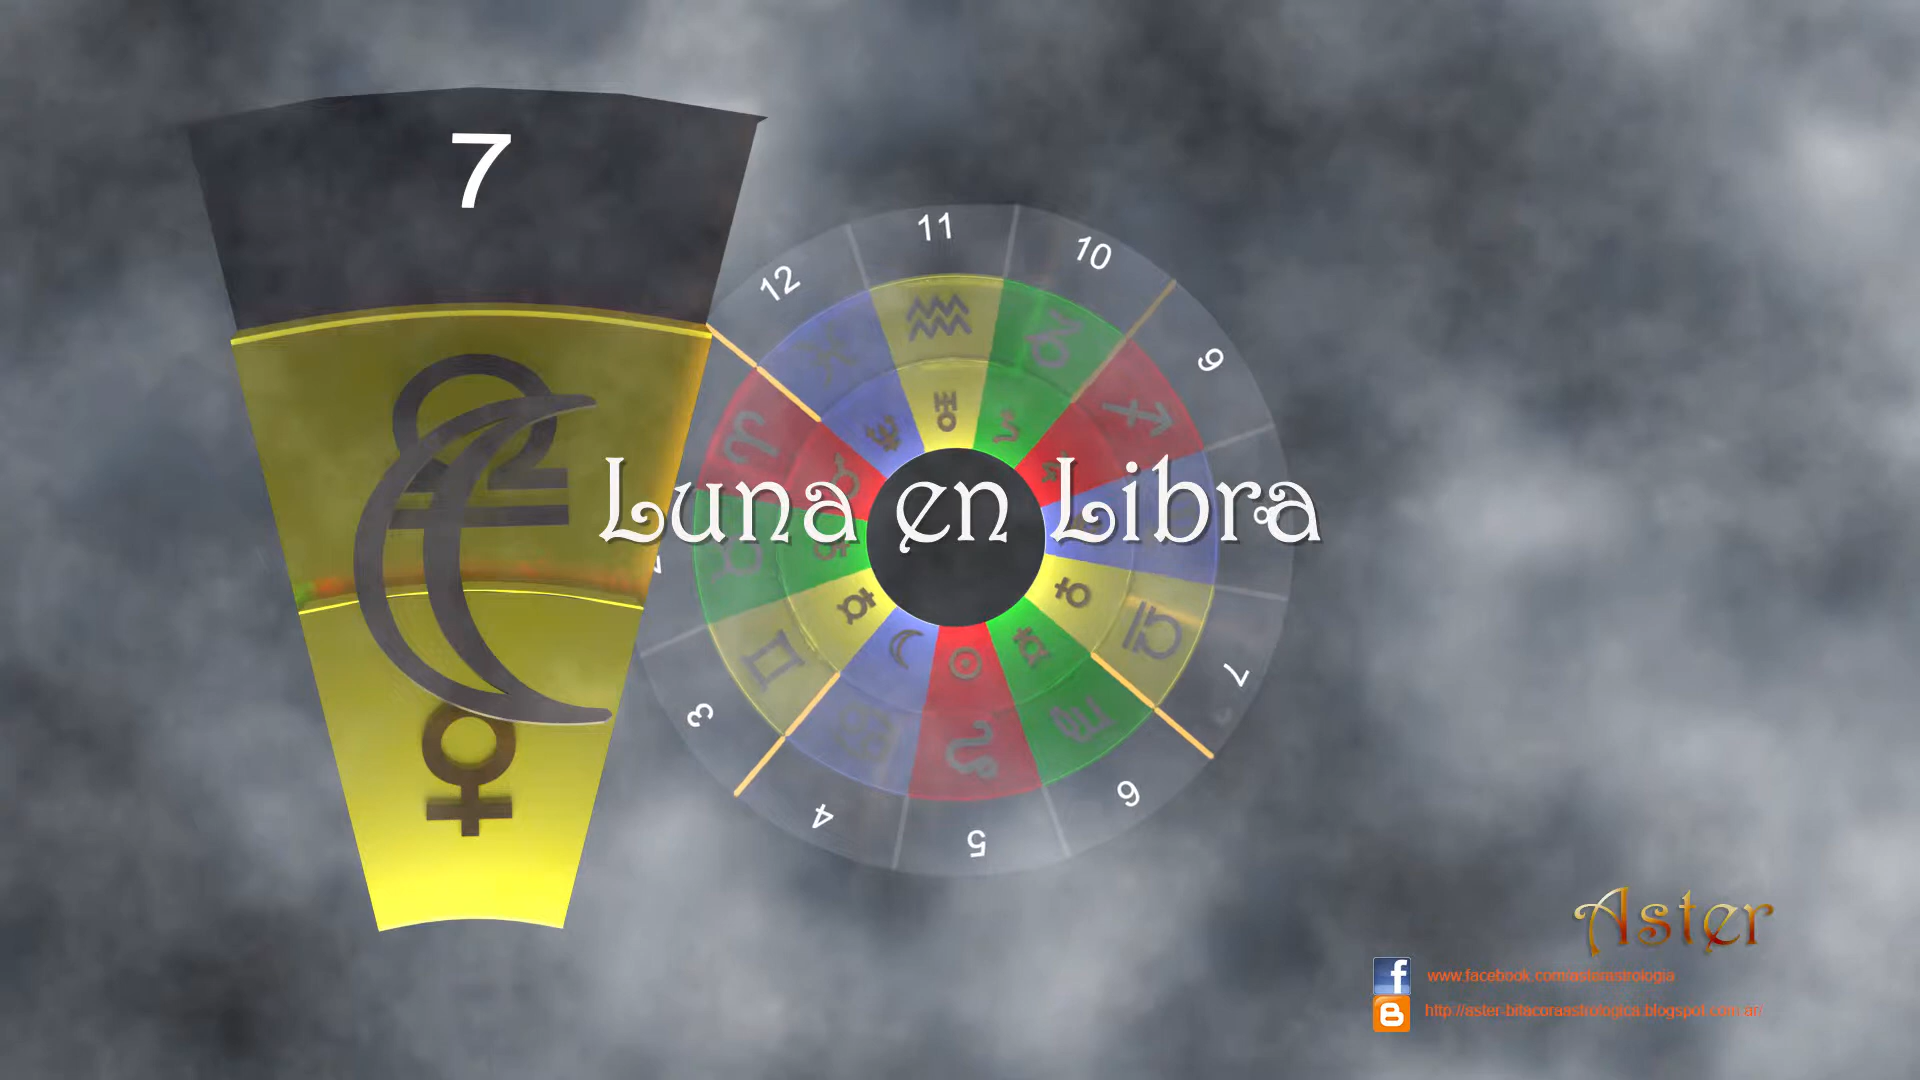 7
11
10
12
9
Luna en Libra
8
7
3
6
4
5
Aster
www.facebook.com/asterastrologia
http://aster-bitacoraastrologica.blogspot.com.ar